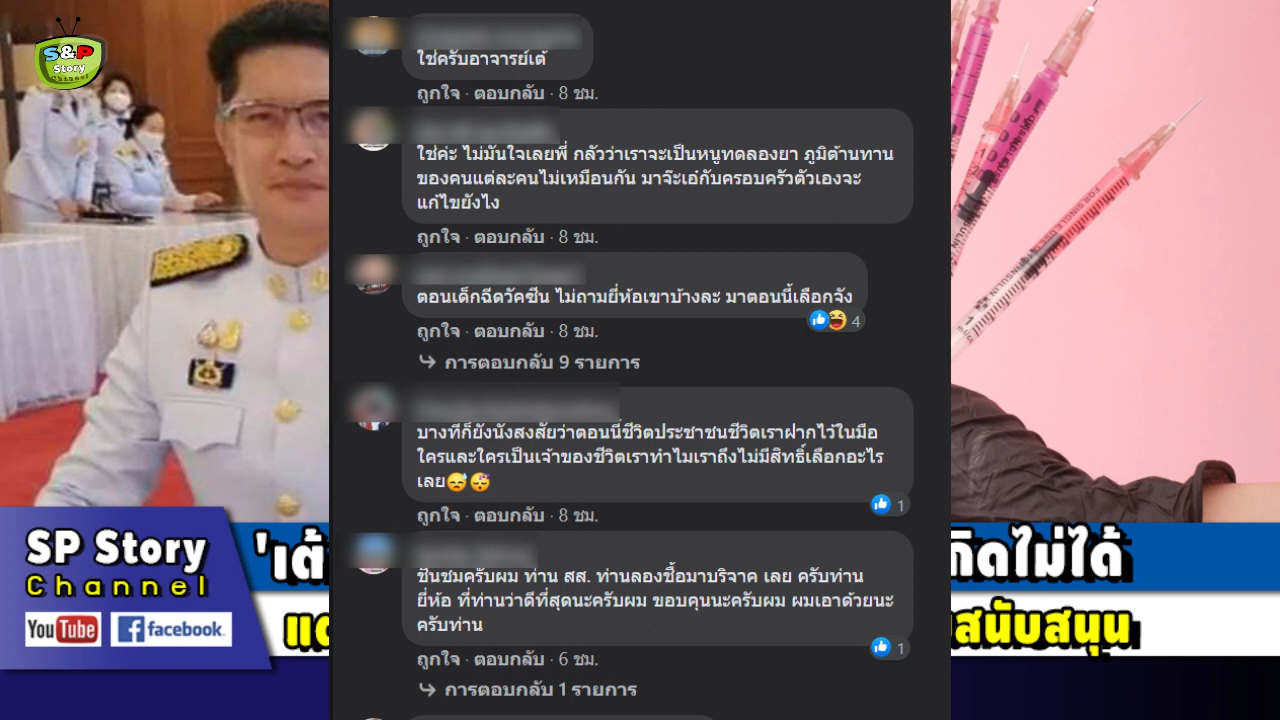 S&P
Story
Channel
ใช่ครับอาจารย์เต้
ถูกใจ · ตอบกลับ · 8 ชม.
ใช่ค่ะ ไม่มั่นใจเลยพี่ กลัวว่าเราจะเป็นหนูทดลองยา ภูมิต้านทาน
ของคนแต่ละคนไม่เหมือนกัน มาจ๊ะเอ๋กับครอบครัวตัวเองจะ
แก้ไขยังไง
ถูกใจ · ตอบกลับ · 8 ชม.
ตอนเด็กฉีดวัคซีน ไม่ถามยี่ห้อเขาบ้างละ มาตอนนี้เลือกจัง
4
ถูกใจ · ตอบกลับ · 8 ชม.
การตอบกลับ 9 รายการ
บางทีก็ยังนั่งสงสัยว่าตอนนี้ชีวิตประชาชนชีวิตเราฝากไว้ในมือ
ใครและใครเป็นเจ้าของชีวิตเราทำไมเราถึงไม่มีสิทธิ์เลือกอะไร
เลย😅😴
1
ถูกใจ · ตอบกลับ · 8 ชม.
ชื่นชมครับผม ท่าน สส. ท่านลองซื้อมาบริจาค เลย ครับท่าน
ยี่ห้อ ที่ท่านว่าดีที่สุดนะครับผม ขอบคุณนะครับผม ผมเอาด้วยนะ
ครับท่าน
1
ถูกใจ · ตอบกลับ · 6 ชม.
การตอบกลับ 1 รายการ
SP Story
Channel
YouTube
facebook.
'เต้
กิดไม่ได้
สนับสนุน
FOR SINGLE
INSULIN